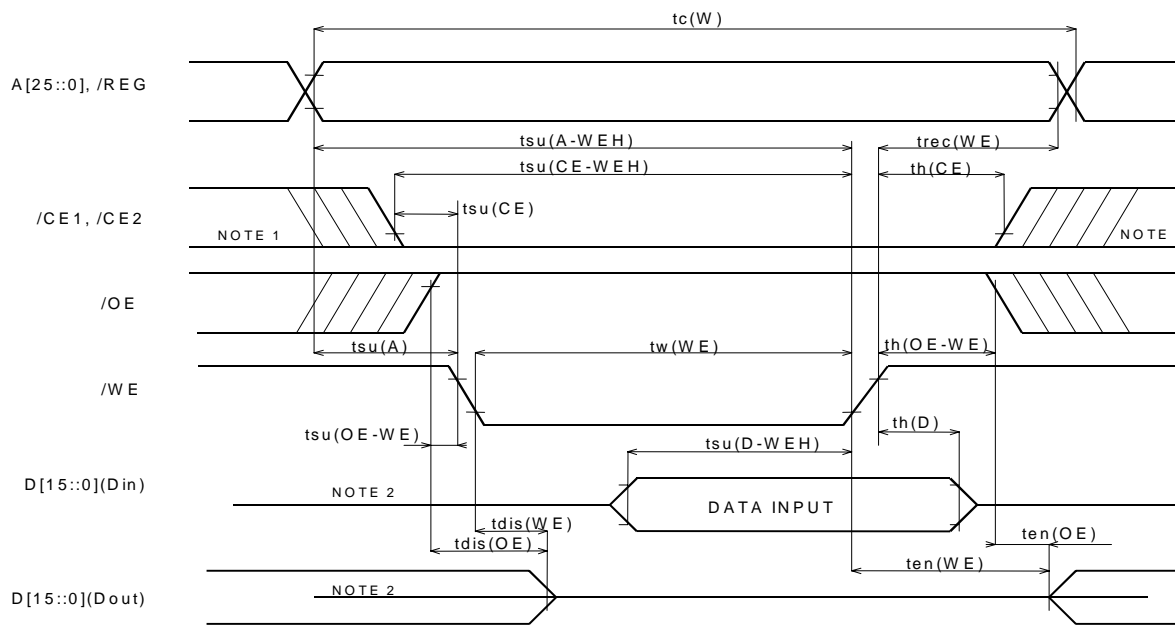 tc(W)
A[25::0], /REG
tsu(A-WEH)
trec(WE)
tsu(CE-WEH)
th(CE)
tsu(CE)
/CE1, /CE2
NOTE 1
NOTE
/OE
tsu(A)
tw(WE)
th(OE-WE)
/WE
tsu(OE-WE)
th(D)
tsu(D-WEH)
D[15::0](Din)
NOTE 2
DATA INPUT
tdis(WE)
ten(OE)
tdis(OE)
ten(WE)
NOTE 2
D[15::0](Dout)